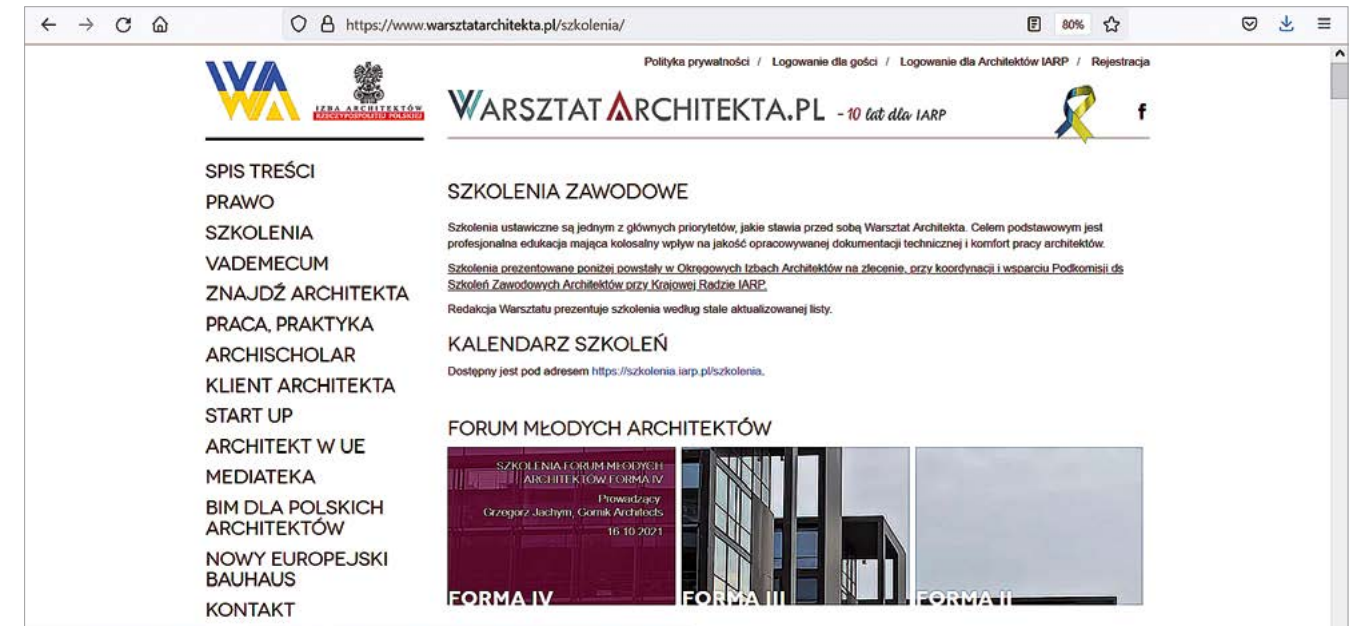 https://www.warsztatarchitekta.pl/szkolenia/
80%
Polityka prywatności / Logowanie dla gości / Logowanie dla Architektów IARP / Rejestracja
IZBA ARCHITEKTÓW
RZECZYPOSPOLITEJ POLSKIEJ
WARSZTAT ARCHITEKTA.PL - 10 lat dla IARP
f
SPIS TREŚCI
PRAWO
SZKOLENIA
VADEMECUM
ZNAJDŹ ARCHITEKTA
PRACA, PRAKTYKA
ARCHISCHOLAR
KLIENT ARCHITEKTA
START UP
ARCHITEKT W UE
MEDIATEKA
BIM DLA POLSKICH
ARCHITEKTÓW
NOWY EUROPEJSKI
BAUHAUS
KONTAKT
SZKOLENIA ZAWODOWE
Szkolenia ustawiczne są jednym z głównych priorytetów, jakie stawia przed sobą Warsztat Architekta. Celem podstawowym jest
profesjonalna edukacja mająca kolosalny wpływ na jakość opracowywanej dokumentacji technicznej i komfort pracy architektów.
Szkolenia prezentowane poniżej powstały w Okręgowych Izbach Architektów na zlecenie, przy koordynacji i wsparciu Podkomisji ds
Szkoleń Zawodowych Architektów przy Krajowej Radzie IARP.
Redakcja Warsztatu prezentuje szkolenia według stale aktualizowanej listy.
KALENDARZ SZKOLEŃ
Dostępny jest pod adresem https://szkolenia.iarp.pl/szkolenia.
FORUM MŁODYCH ARCHITEKTÓW
SZKOLENIA FORUM MŁODYCH
ARCHITEKTÓW FORMA IV
Prowadzący
Grzegorz Jachym, Gornik Architects
16.10.2021
FORMA IV
FORMA III
FORMA II